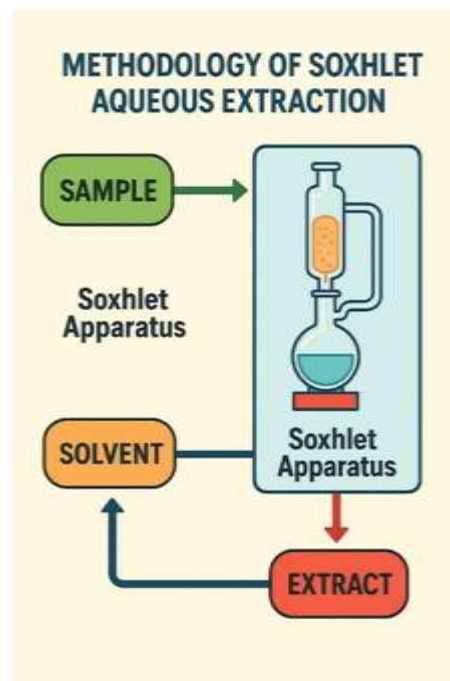 METHODOLOGY OF SOXHLET
AQUEOUS EXTRACTION
SAMPLE
Soxhlet
Apparatus
SOLVENT
Soxhlet
Apparatus
EXTRACT